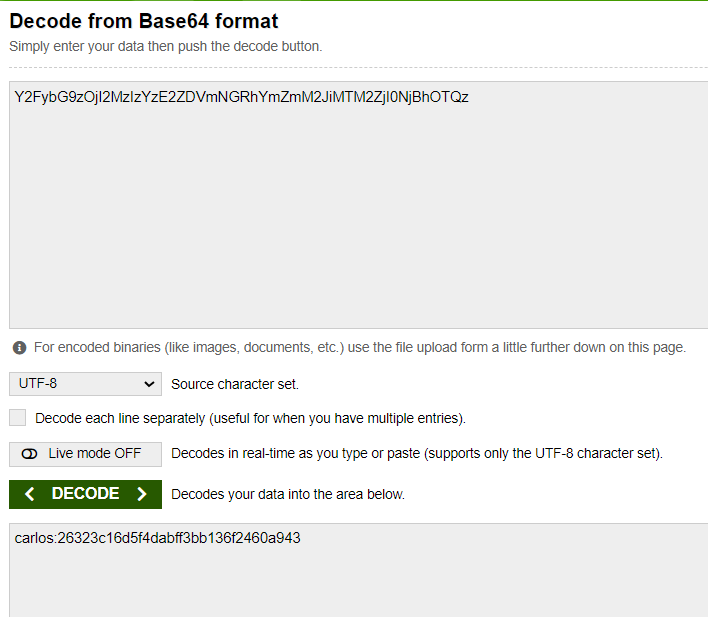 Decode from Base64 format
Simply enter your data then push the decode button.
Y2FybG9zOjI2MzIzYzE2ZDVmNGRhYmZmM2JiMTM2ZjI0NjBhOTQz
For encoded binaries (like images, documents, etc.) use the file upload form a little further down on this page.
UTF-8 Source character set.
Decode each line separately (useful for when you have multiple entries).
Live mode OFF Decodes in real-time as you type or paste (supports only the UTF-8 character set).
< DECODE > Decodes your data into the area below.
carlos:26323c16d5f4dabff3bb136f2460a943